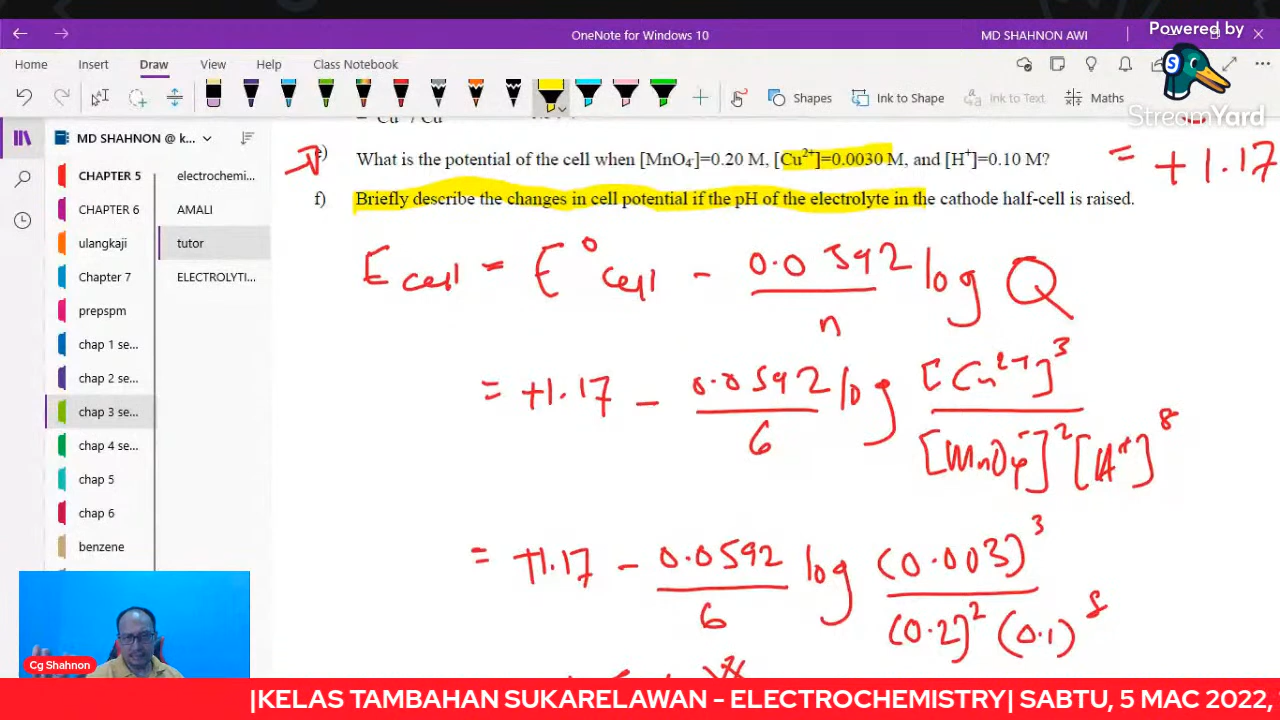 OneNote for Windows 10
MD SHAHNON AWI
Powered by
StreamYard
Home
Insert
Draw
View
Help
Class Notebook
Shapes
Ink to Shape
Ink to Text
Maths
MD SHAHNON @ k...
CHAPTER 5
CHAPTER 6
ulangkaji
Chapter 7
prepspm
chap 1 se...
chap 2 se...
chap 3 se...
chap 4 se...
chap 5
chap 6
benzene
electrochemi...
AMALI
tutor
ELECTROLYTI...
e) What is the potential of the cell when [MnO₄⁻]=0.20 M, [Cu²⁺]=0.0030 M, and [H⁺]=0.10 M?
= +1.17
f) Briefly describe the changes in cell potential if the pH of the electrolyte in the cathode half-cell is raised.
E cell = E⁰ cell - 0.0592/n log Q
= +1.17 - 0.0592/6 log [Cu²⁺]³/[MnO₄⁻]²[H⁺]⁸
= +1.17 - 0.0592/6 log (0.003)³/(0.2)²(0.1)⁸
Cg Shahnon
|KELAS TAMBAHAN SUKARELAWAN - ELECTROCHEMISTRY| SABTU, 5 MAC 2022,